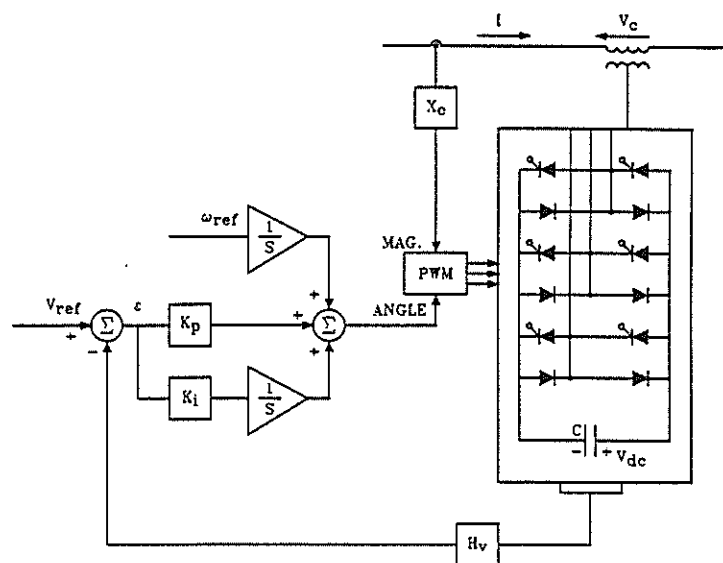 I
Vc
Xc
ωref
1
S
MAG.
PWM
ANGLE
Vref
ε
+
Σ
−
Kp
+
+
+
Σ
Ki
1
S
C
− + Vdc
Hv